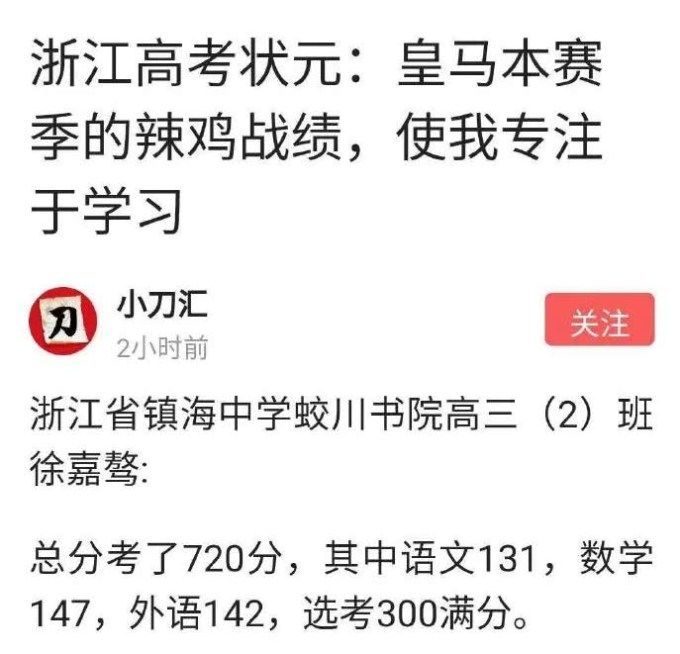 浙江高考状元：皇马本赛
季的辣鸡战绩，使我专注
于学习
刀
小刀汇
2小时前
关注
浙江省镇海中学蛟川书院高三（2）班
徐嘉骜:
总分考了720分，其中语文131，数学
147，外语142，选考300满分。